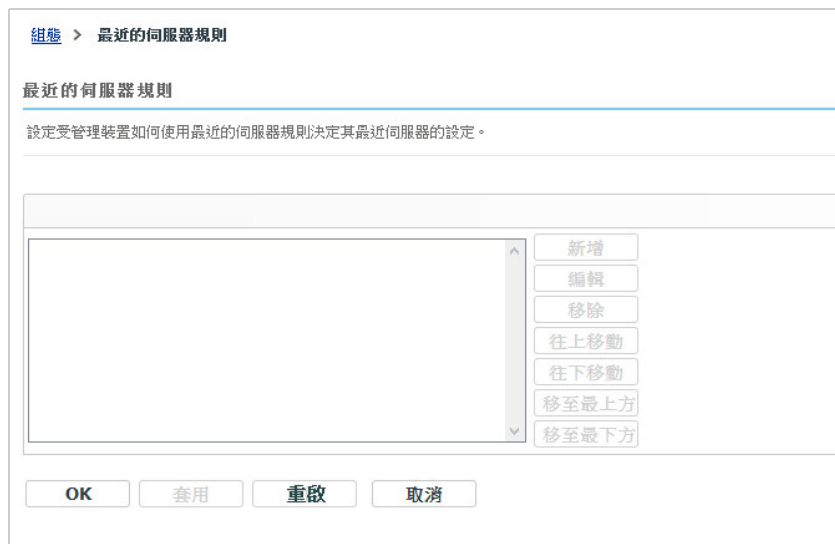 組態 > 最近的伺服器規則
最近的伺服器規則
設定受管理裝置如何使用最近的伺服器規則決定其最近伺服器的設定。
新增
編輯
移除
往上移動
往下移動
移至最上方
移至最下方
OK 套用 重啟 取消